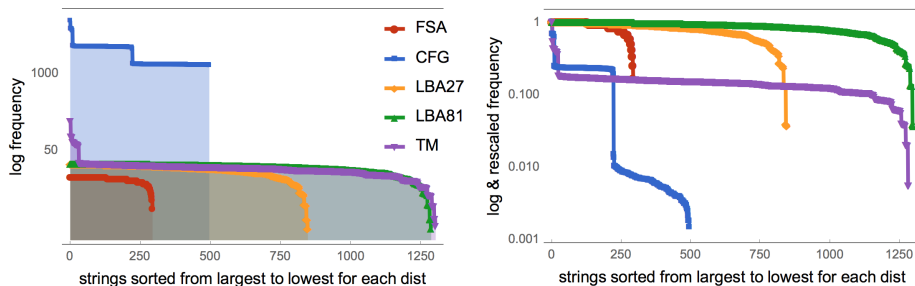 log frequency
1000
50
0
250
500
750
1000
1250
strings sorted from largest to lowest for each dist
FSA
CFG
LBA27
LBA81
TM
log & rescaled frequency
1
0.100
0.010
0.001
0
250
500
750
1000
1250
strings sorted from largest to lowest for each dist